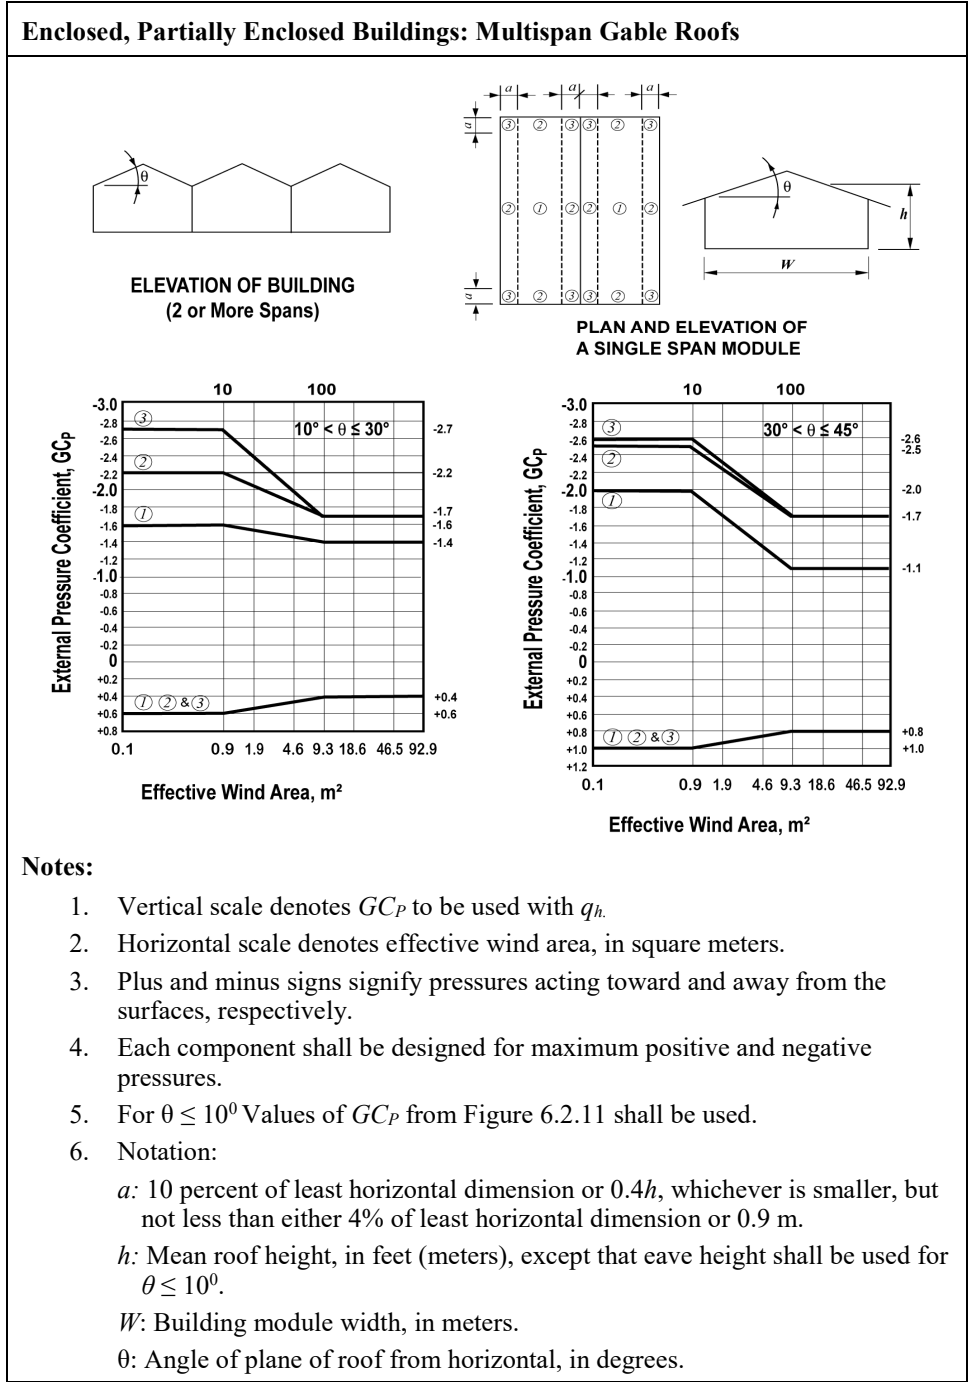 Enclosed, Partially Enclosed Buildings: Multispan Gable Roofs
a a a
a ③ ② ③ ③ ② ③
θ
② ① ② ② ① ②
θ
h
W
a ③ ② ③ ③ ② ③
ELEVATION OF BUILDING
(2 or More Spans)
PLAN AND ELEVATION OF
A SINGLE SPAN MODULE
10 100
External Pressure Coefficient, GCP
-3.0
-2.8
-2.6
-2.4
-2.2
-2.0
-1.8
-1.6
-1.4
-1.2
-1.0
-0.8
-0.6
-0.4
-0.2
0
+0.2
+0.4
+0.6
+0.8
③
②
①
① ② & ③
10° < θ ≤ 30°
-2.7
-2.2
-1.7
-1.6
-1.4
+0.4
+0.6
0.1 0.9 1.9 4.6 9.3 18.6 46.5 92.9
Effective Wind Area, m²
10 100
External Pressure Coefficient, GCP
-3.0
-2.8
-2.6
-2.4
-2.2
-2.0
-1.8
-1.6
-1.4
-1.2
-1.0
-0.8
-0.6
-0.4
-0.2
0
+0.2
+0.4
+0.6
+0.8
+1.0
+1.2
③
②
①
① ② & ③
30° < θ ≤ 45°
-2.6
-2.5
-2.0
-1.7
-1.1
+0.8
+1.0
0.1 0.9 1.9 4.6 9.3 18.6 46.5 92.9
Effective Wind Area, m²
Notes:
1. Vertical scale denotes GCP to be used with qh.
2. Horizontal scale denotes effective wind area, in square meters.
3. Plus and minus signs signify pressures acting toward and away from the
surfaces, respectively.
4. Each component shall be designed for maximum positive and negative
pressures.
5. For θ ≤ 10⁰ Values of GCP from Figure 6.2.11 shall be used.
6. Notation:
a: 10 percent of least horizontal dimension or 0.4h, whichever is smaller, but
not less than either 4% of least horizontal dimension or 0.9 m.
h: Mean roof height, in feet (meters), except that eave height shall be used for
θ ≤ 10⁰.
W: Building module width, in meters.
θ: Angle of plane of roof from horizontal, in degrees.